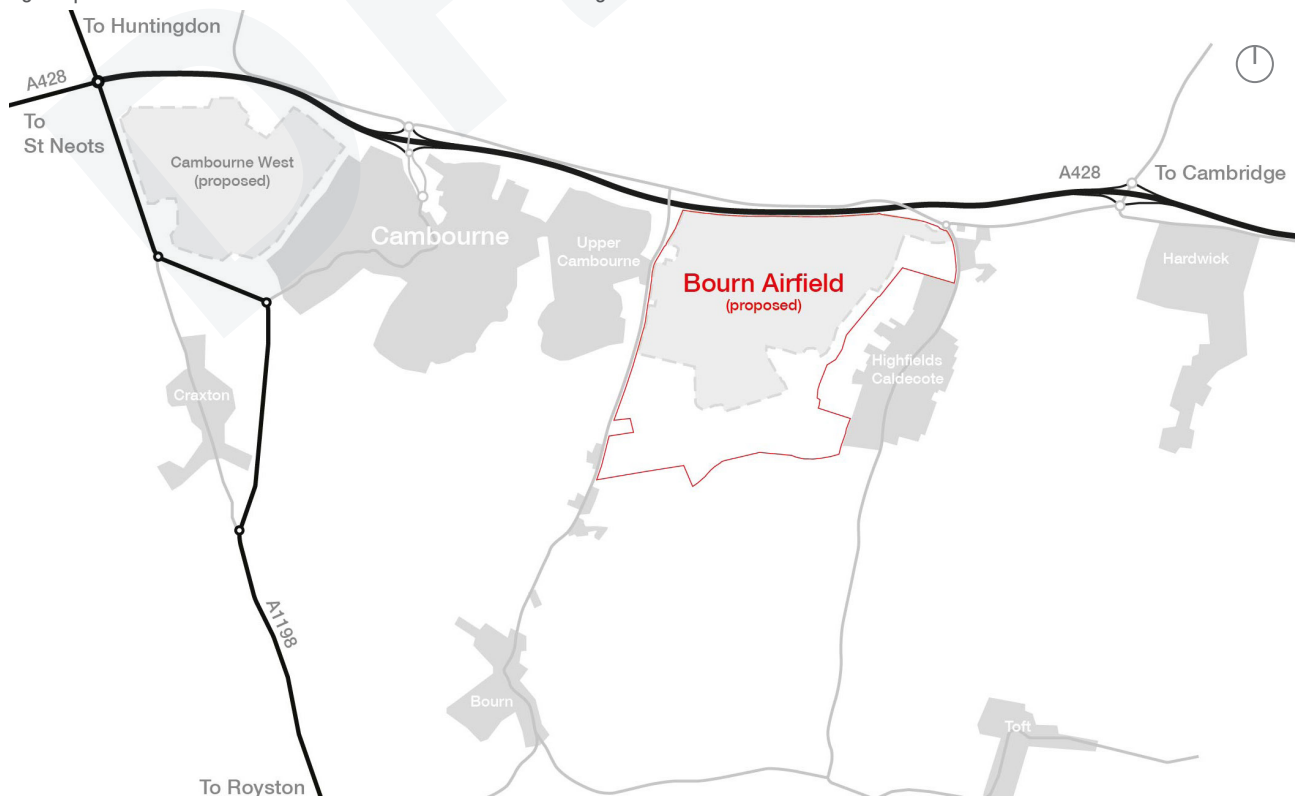 To Huntingdon
A428
To
St Neots
Cambourne West
(proposed)
Cambourne
Upper
Cambourne
Bourn Airfield
(proposed)
A428
To Cambridge
Hardwick
Highfields
Caldecote
Craxton
A1198
Bourn
Toft
To Royston